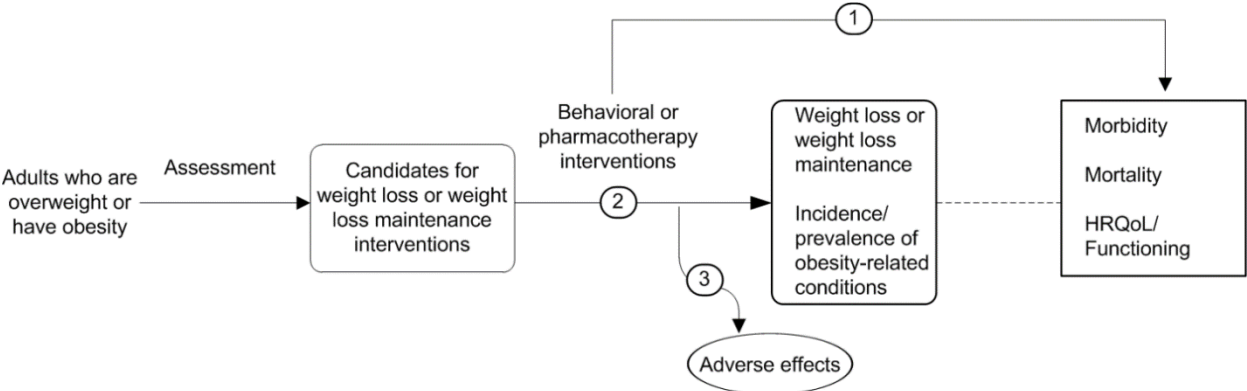 1
Behavioral or
pharmacotherapy
interventions
Adults who are
overweight or
have obesity
Assessment
Candidates for
weight loss or weight
loss maintenance
interventions
2
3
Adverse effects
Weight loss or
weight loss
maintenance
Incidence/
prevalence of
obesity-related
conditions
Morbidity
Mortality
HRQoL/
Functioning